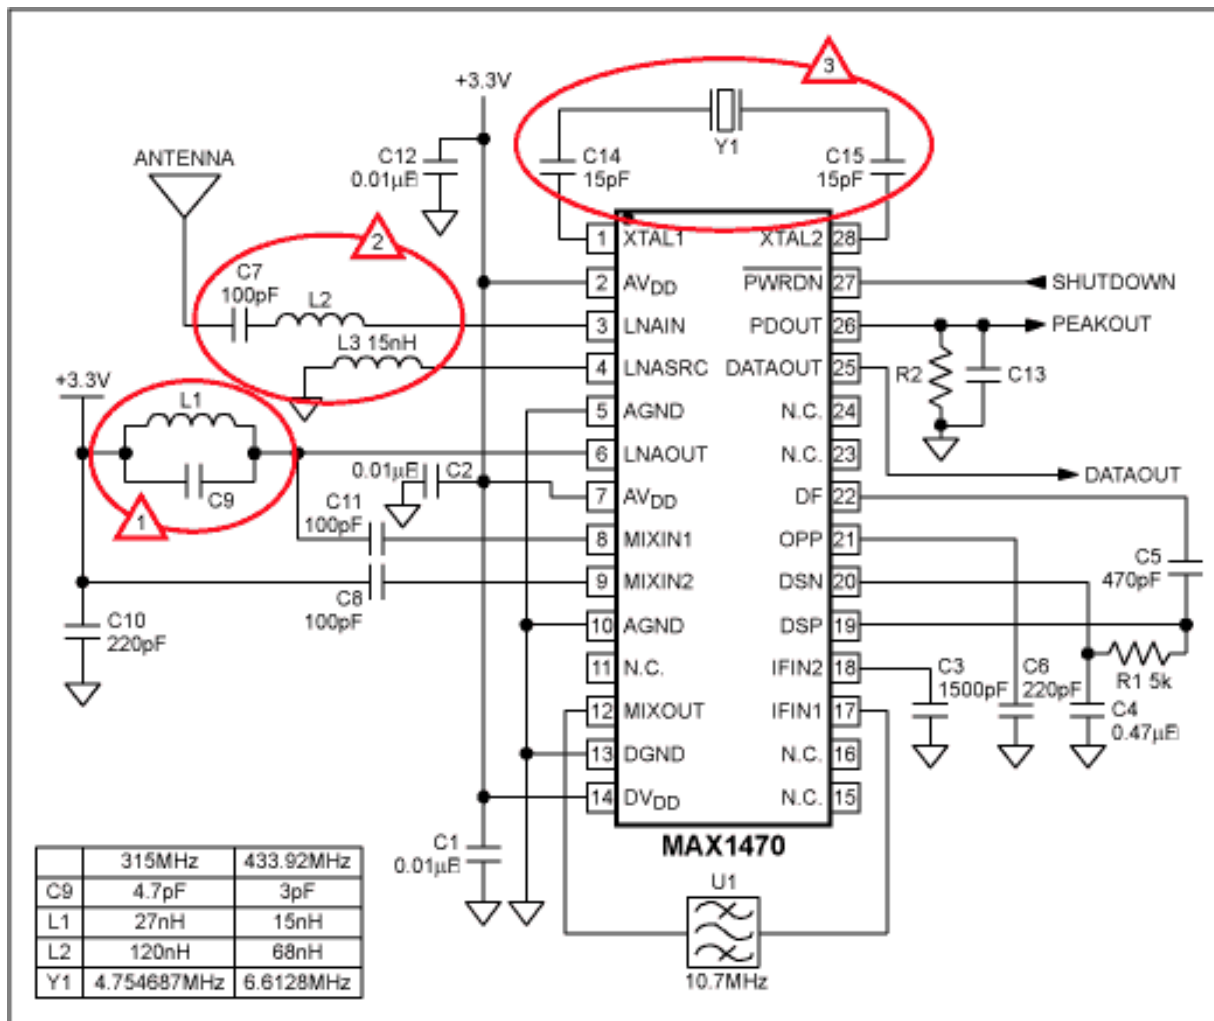 3
+3.3V
Y1
ANTENNA
C12
0.01µF
C14
15pF
C15
15pF
2
1 XTAL1 XTAL2 28
C7
100pF
L2
2 AVDD PWRDN 27 SHUTDOWN
3 LNAIN PDOUT 26 PEAKOUT
L3 15nH
4 LNASRC DATAOUT 25
R2
C13
+3.3V
L1
5 AGND N.C. 24
6 LNAOUT N.C. 23
0.01µF C2
DATAOUT
C9
1
7 AVDD DF 22
C11
100pF
8 MIXIN1 OPP 21
C5
470pF
9 MIXIN2 DSN 20
C8
100pF
C10
220pF
10 AGND DSP 19
11 N.C. IFIN2 18
C3
1500pF
C6
220pF
R1 5k
C4
0.47µF
12 MIXOUT IFIN1 17
13 DGND N.C. 16
14 DVDD N.C. 15
C1
0.01µF
MAX1470
U1
10.7MHz
315MHz 433.92MHz
C9 4.7pF 3pF
L1 27nH 15nH
L2 120nH 68nH
Y1 4.754687MHz 6.6128MHz